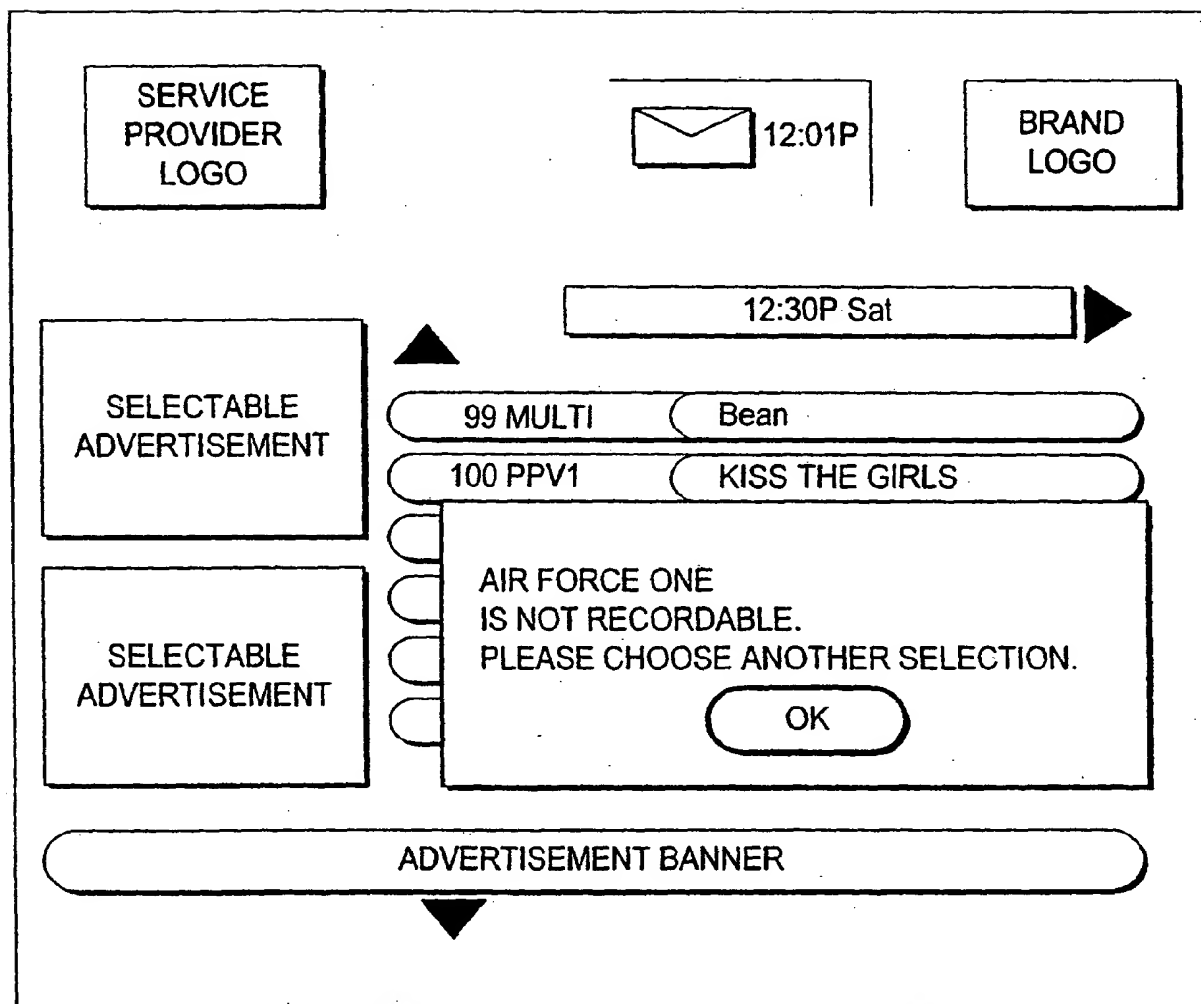 SERVICE
PROVIDER
LOGO
12:01P
BRAND
LOGO
12:30P Sat
SELECTABLE
ADVERTISEMENT
99 MULTI Bean
100 PPV1 KISS THE GIRLS
AIR FORCE ONE
IS NOT RECORDABLE.
PLEASE CHOOSE ANOTHER SELECTION.
OK
SELECTABLE
ADVERTISEMENT
ADVERTISEMENT BANNER